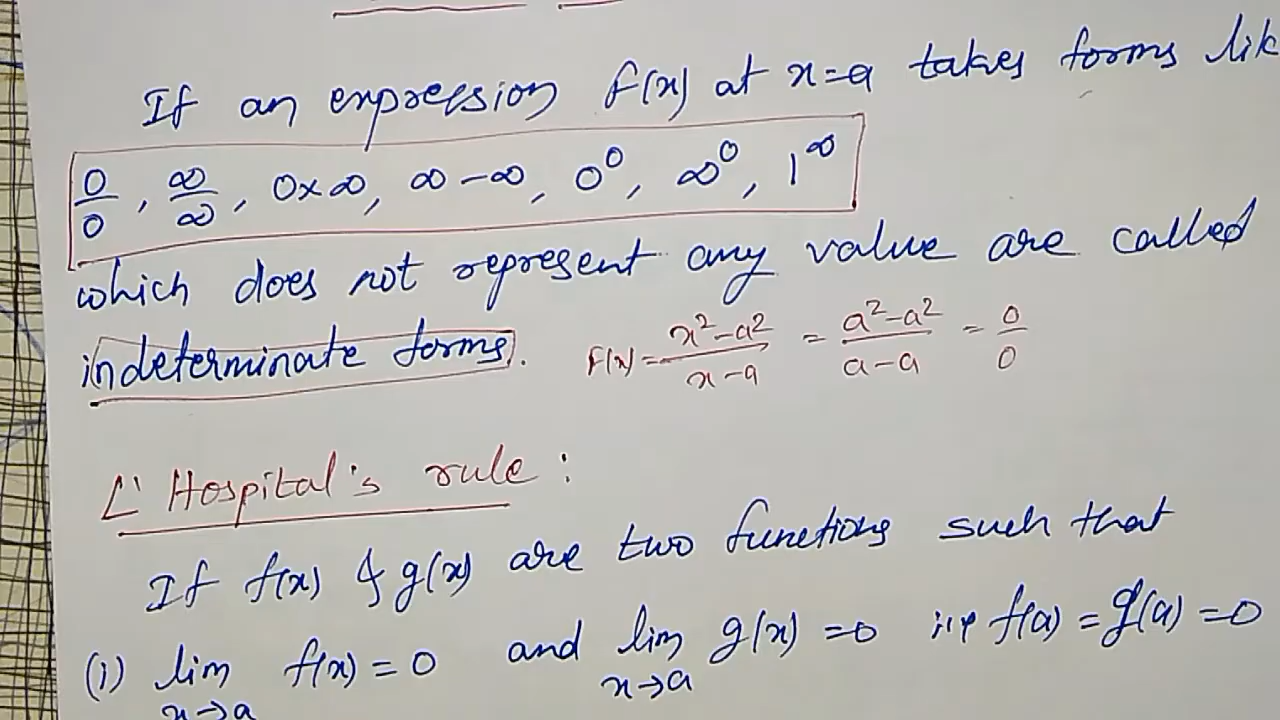 If an expression f(x) at x=a takes forms lik
0/0, ∞/∞, 0×∞, ∞-∞, 0^0, ∞^0, 1^∞
which does not represent any value are called
indeterminate forms. f(x) = x²-a²/x-a = a²-a²/a-a = 0/0
L' Hospital's rule :
If f(x) & g(x) are two functions such that
(i) lim x→a f(x) = 0 and lim x→a g(x) = 0 f(a) = g(a) = 0